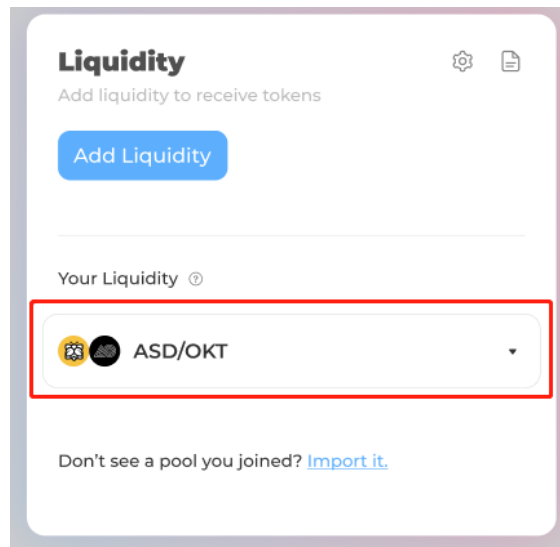 Liquidity
Add liquidity to receive tokens
Add Liquidity
Your Liquidity ?
ASD/OKT
Don't see a pool you joined? Import it.